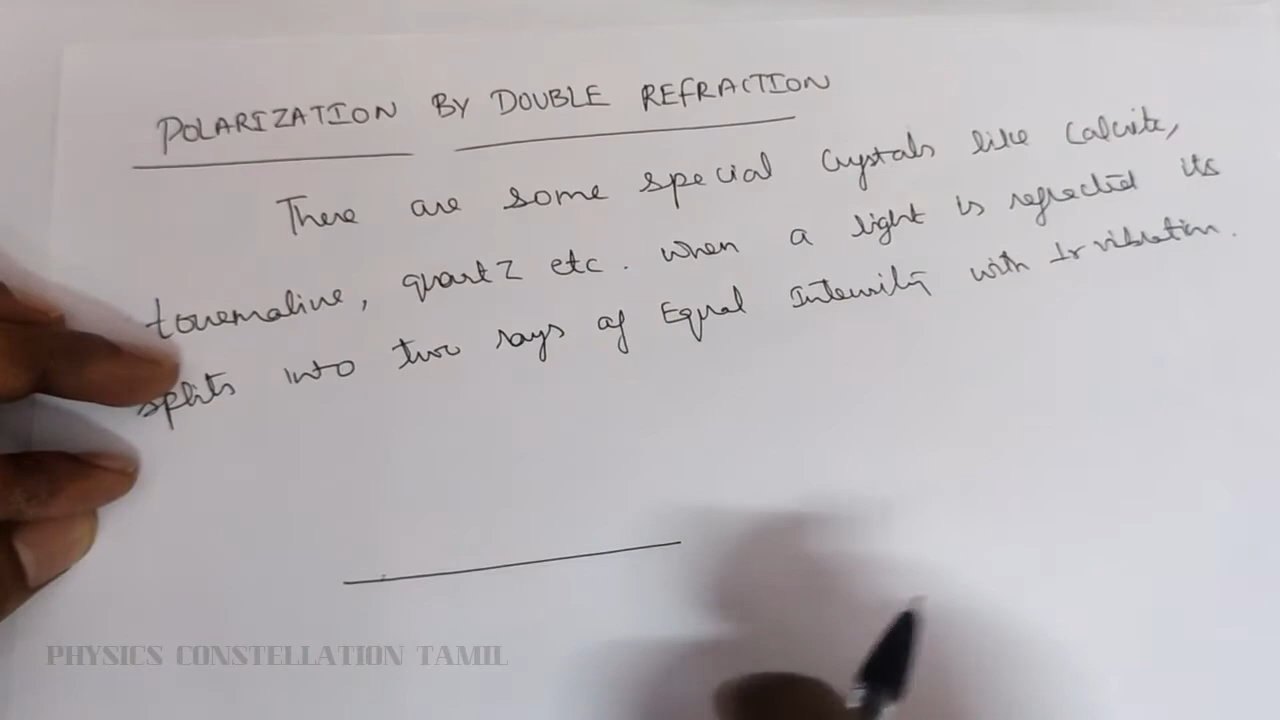 POLARIZATION BY DOUBLE REFRACTION
There are some special Crystals like Calcite,
tourmaline, quartz etc. when a light is refracted its
splits into two rays of Equal Intensity with ⊥r vibration.
PHYSICS CONSTELLATION TAMIL